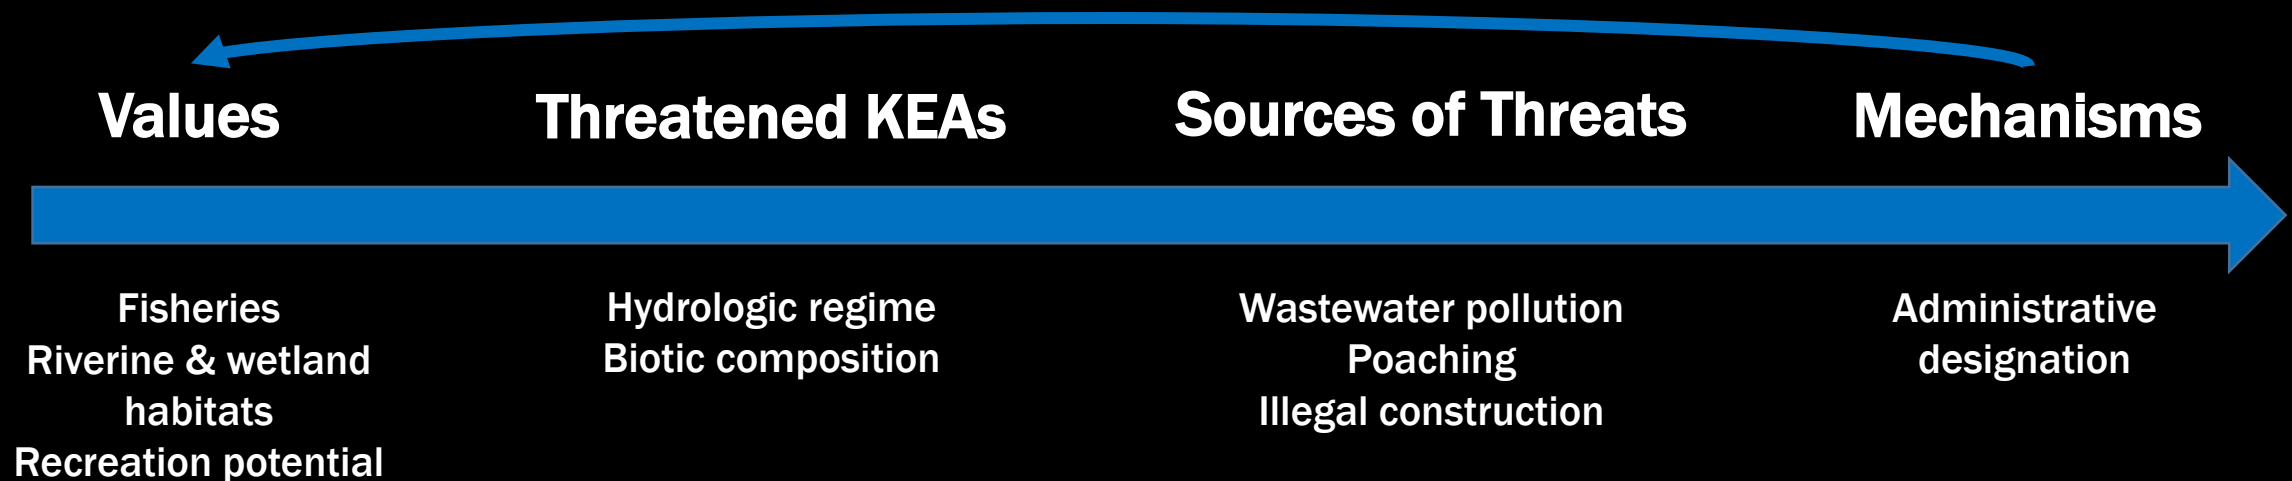 Values
Threatened KEAs
Sources of Threats
Mechanisms
Fisheries
Riverine & wetland
habitats
Recreation potential
Hydrologic regime
Biotic composition
Wastewater pollution
Poaching
Illegal construction
Administrative
designation